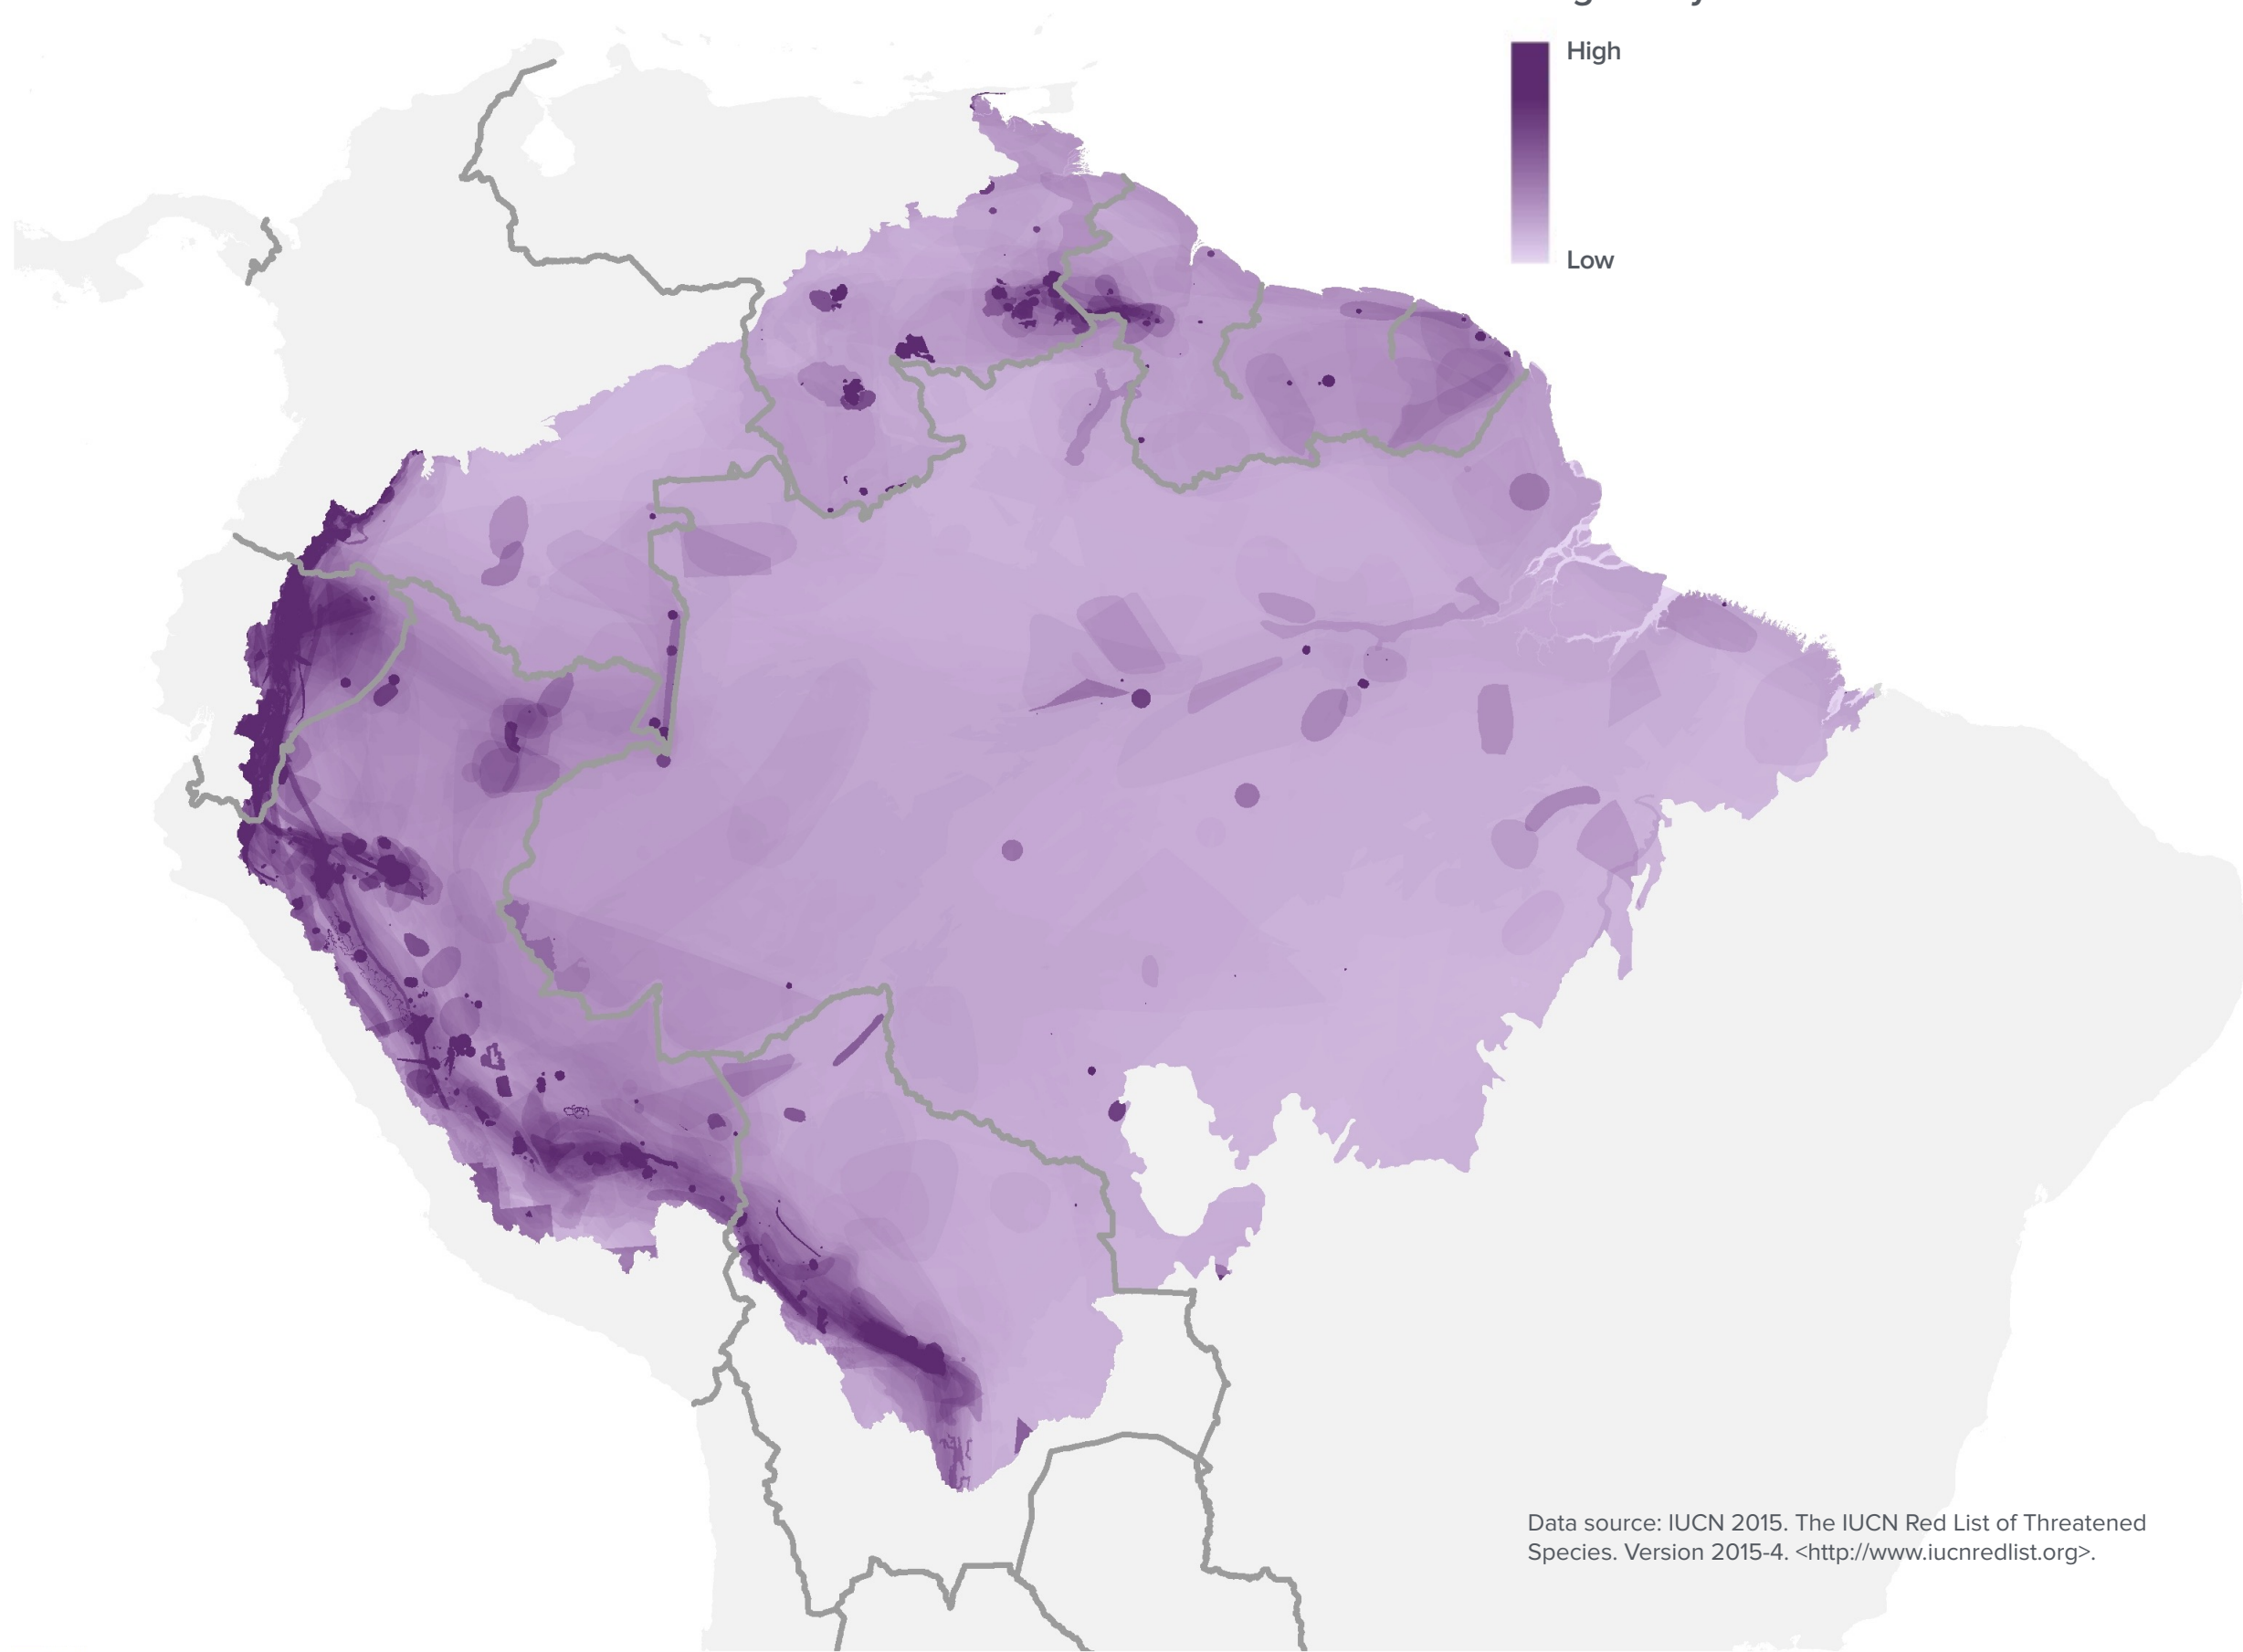 High
Low
Data source: IUCN 2015. The IUCN Red List of Threatened
Species. Version 2015-4. <http://www.iucnredlist.org>.